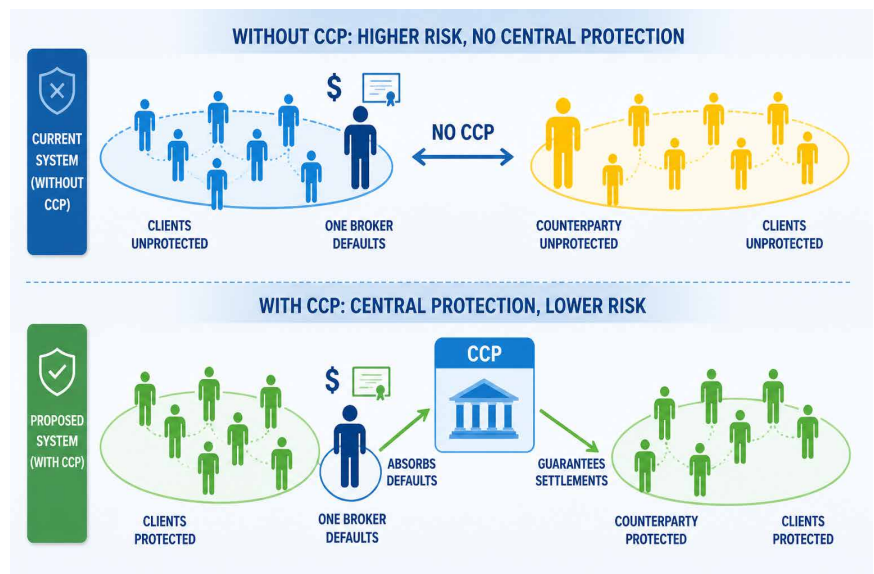 WITHOUT CCP: HIGHER RISK, NO CENTRAL PROTECTION
CURRENT
SYSTEM
(WITHOUT
CCP)
$
NO CCP
CLIENTS
UNPROTECTED
ONE BROKER
DEFAULTS
COUNTERPARTY
UNPROTECTED
CLIENTS
UNPROTECTED
WITH CCP: CENTRAL PROTECTION, LOWER RISK
PROPOSED
SYSTEM
(WITH CCP)
$
CCP
ABSORBS
DEFAULTS
GUARANTEES
SETTLEMENTS
CLIENTS
PROTECTED
ONE BROKER
DEFAULTS
COUNTERPARTY
PROTECTED
CLIENTS
PROTECTED